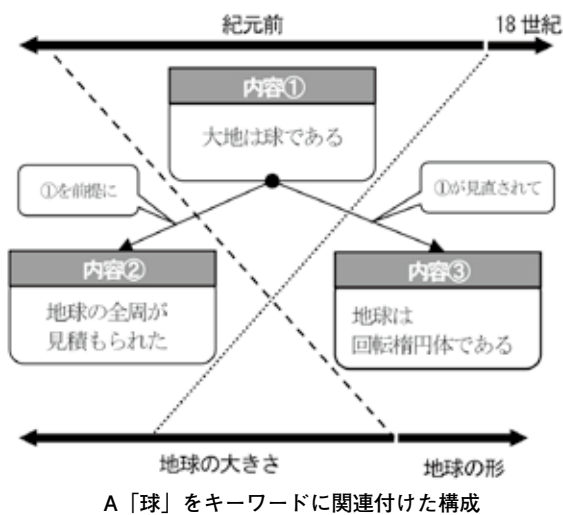 紀元前
18 世紀
内容①
大地は球である
①を前提に
①が見直されて
内容②
地球の全周が
見積もられた
内容③
地球は
回転楕円体である
地球の大きさ
地球の形
A「球」をキーワードに関連付けた構成